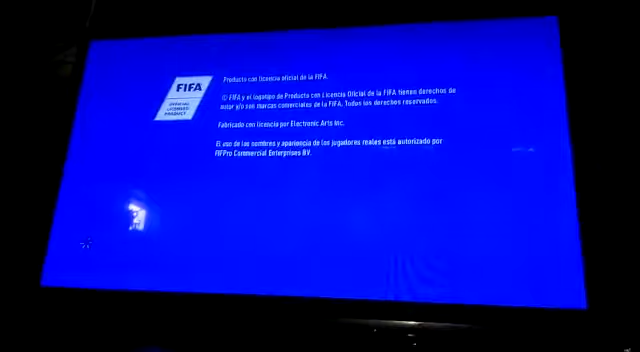 FIFA
OFFICIAL
LICENSED
PRODUCT
Producto con licencia oficial de la FIFA.
© FIFA y el logotipo de Producto con Licencia Oficial de la FIFA tienen derechos de
autor y/o son marcas comerciales de la FIFA. Todos los derechos reservados.
Fabricado con licencia por Electronic Arts Inc.
El uso de los nombres y apariencia de los jugadores reales está autorizado por
FIFPro Commercial Enterprises BV.